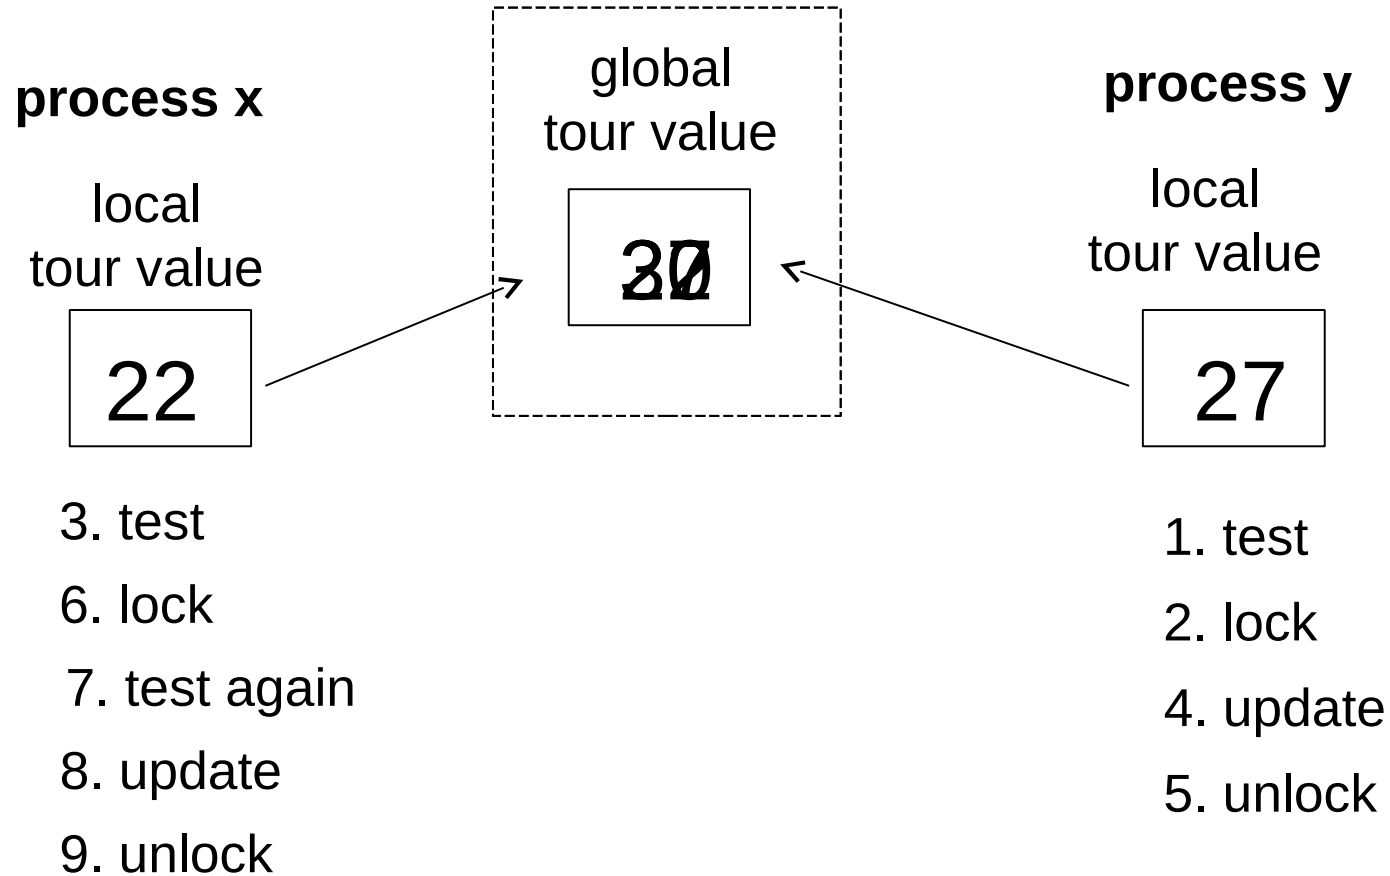 process x
local
tour value
22
3. test
6. lock
7. test again
8. update
9. unlock
global
tour value
process y
local
tour value
27
1. test
2. lock
4. update
5. unlock